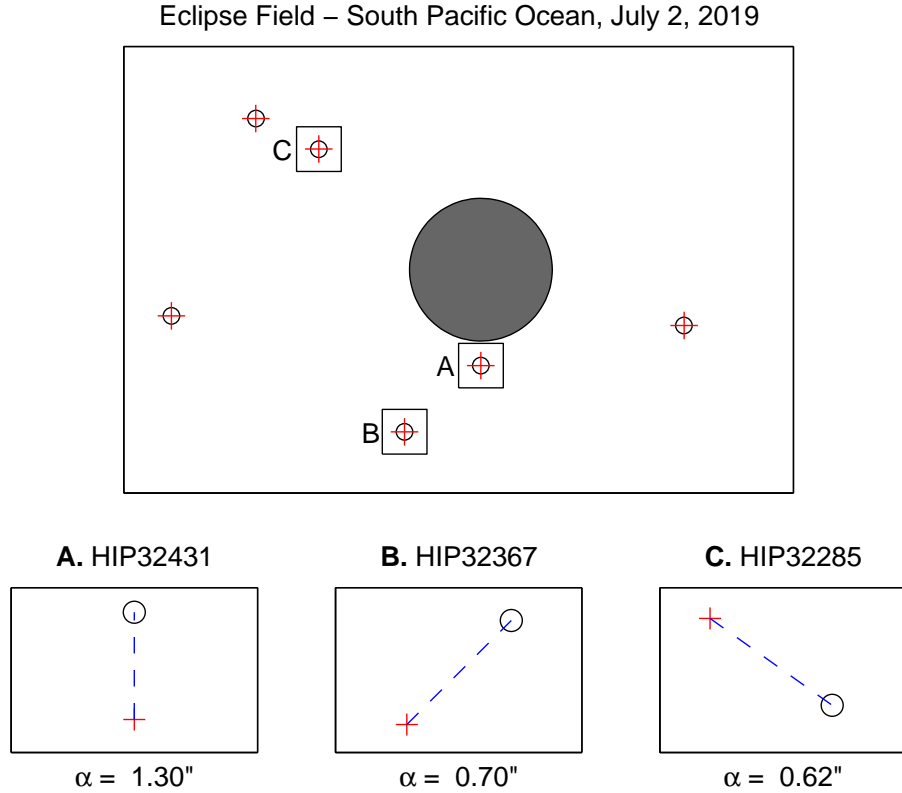 Eclipse Field – South Pacific Ocean, July 2, 2019
C
A
B
A. HIP32431
B. HIP32367
C. HIP32285
α = 1.30"
α = 0.70"
α = 0.62"